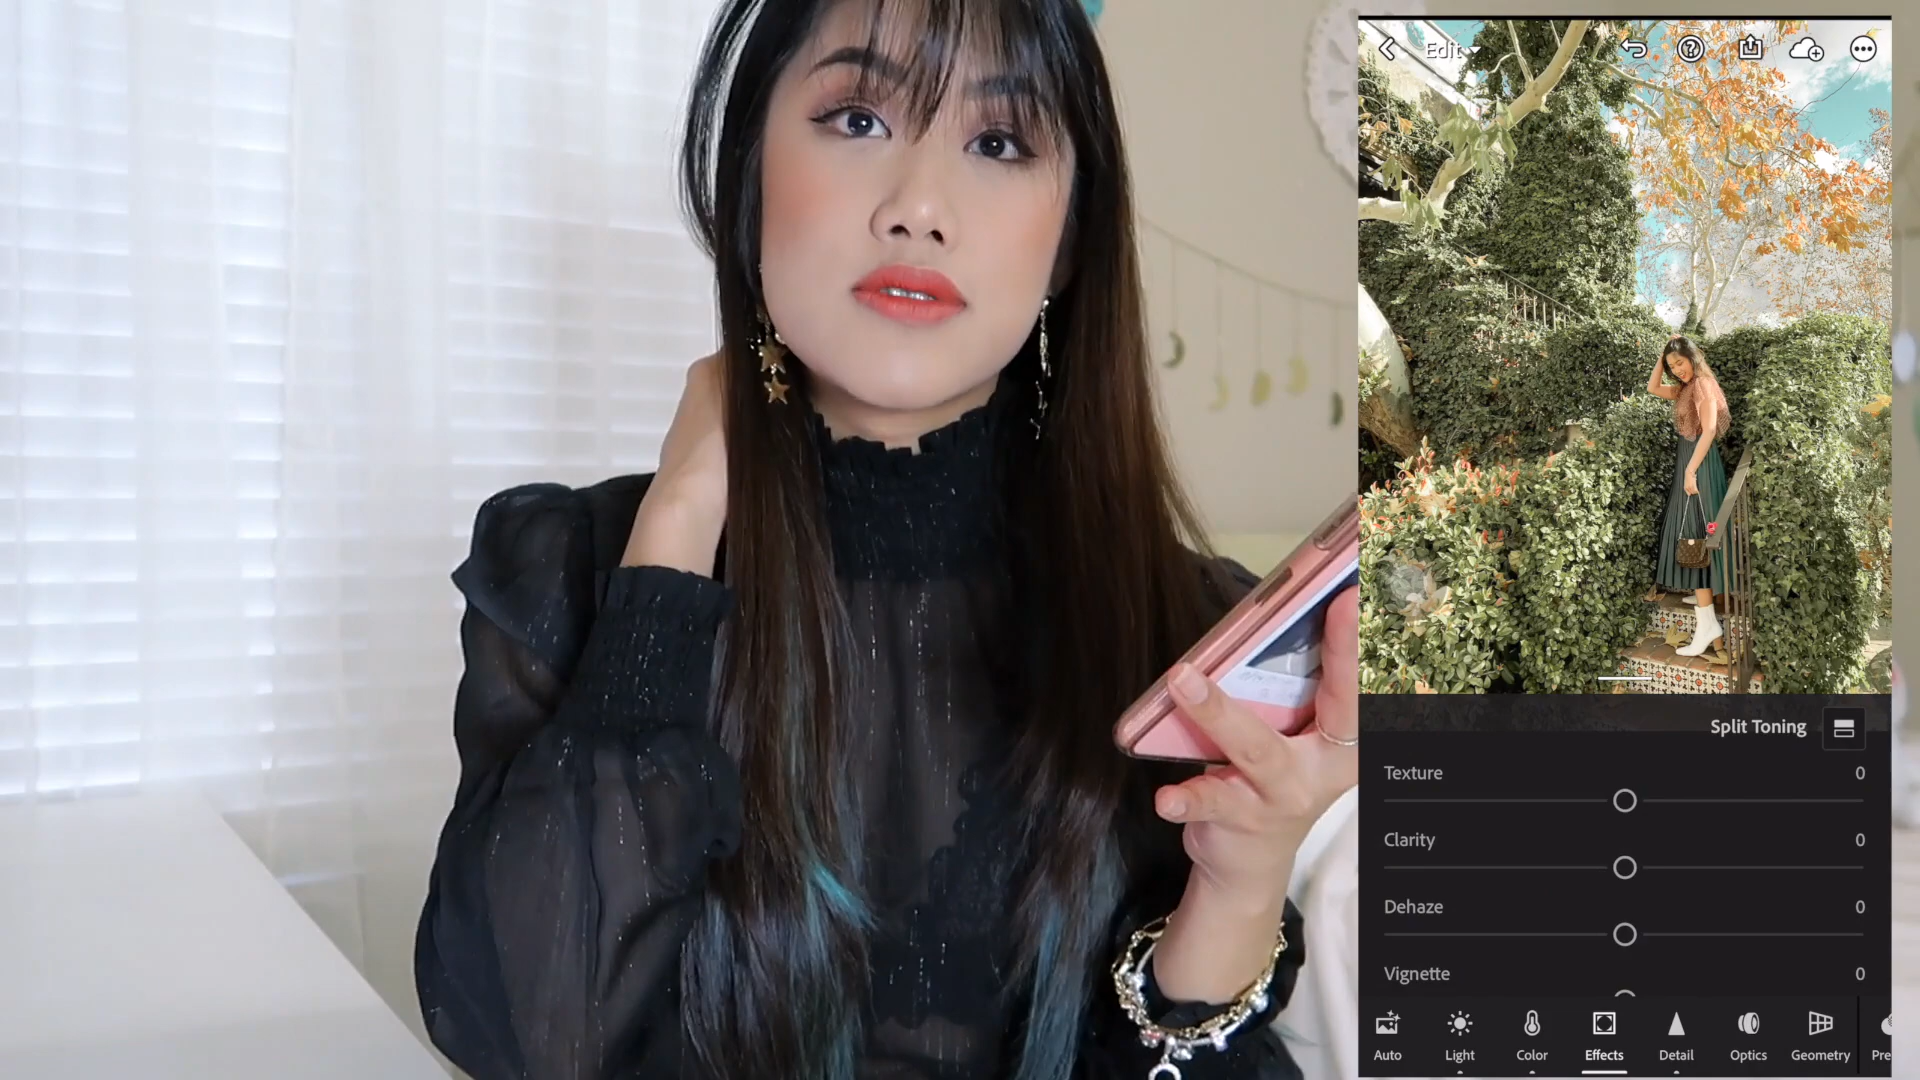 Edit
Split Toning
Texture 0
Clarity 0
Dehaze 0
Vignette 0
Auto Light Color Effects Detail Optics Geometry Pre